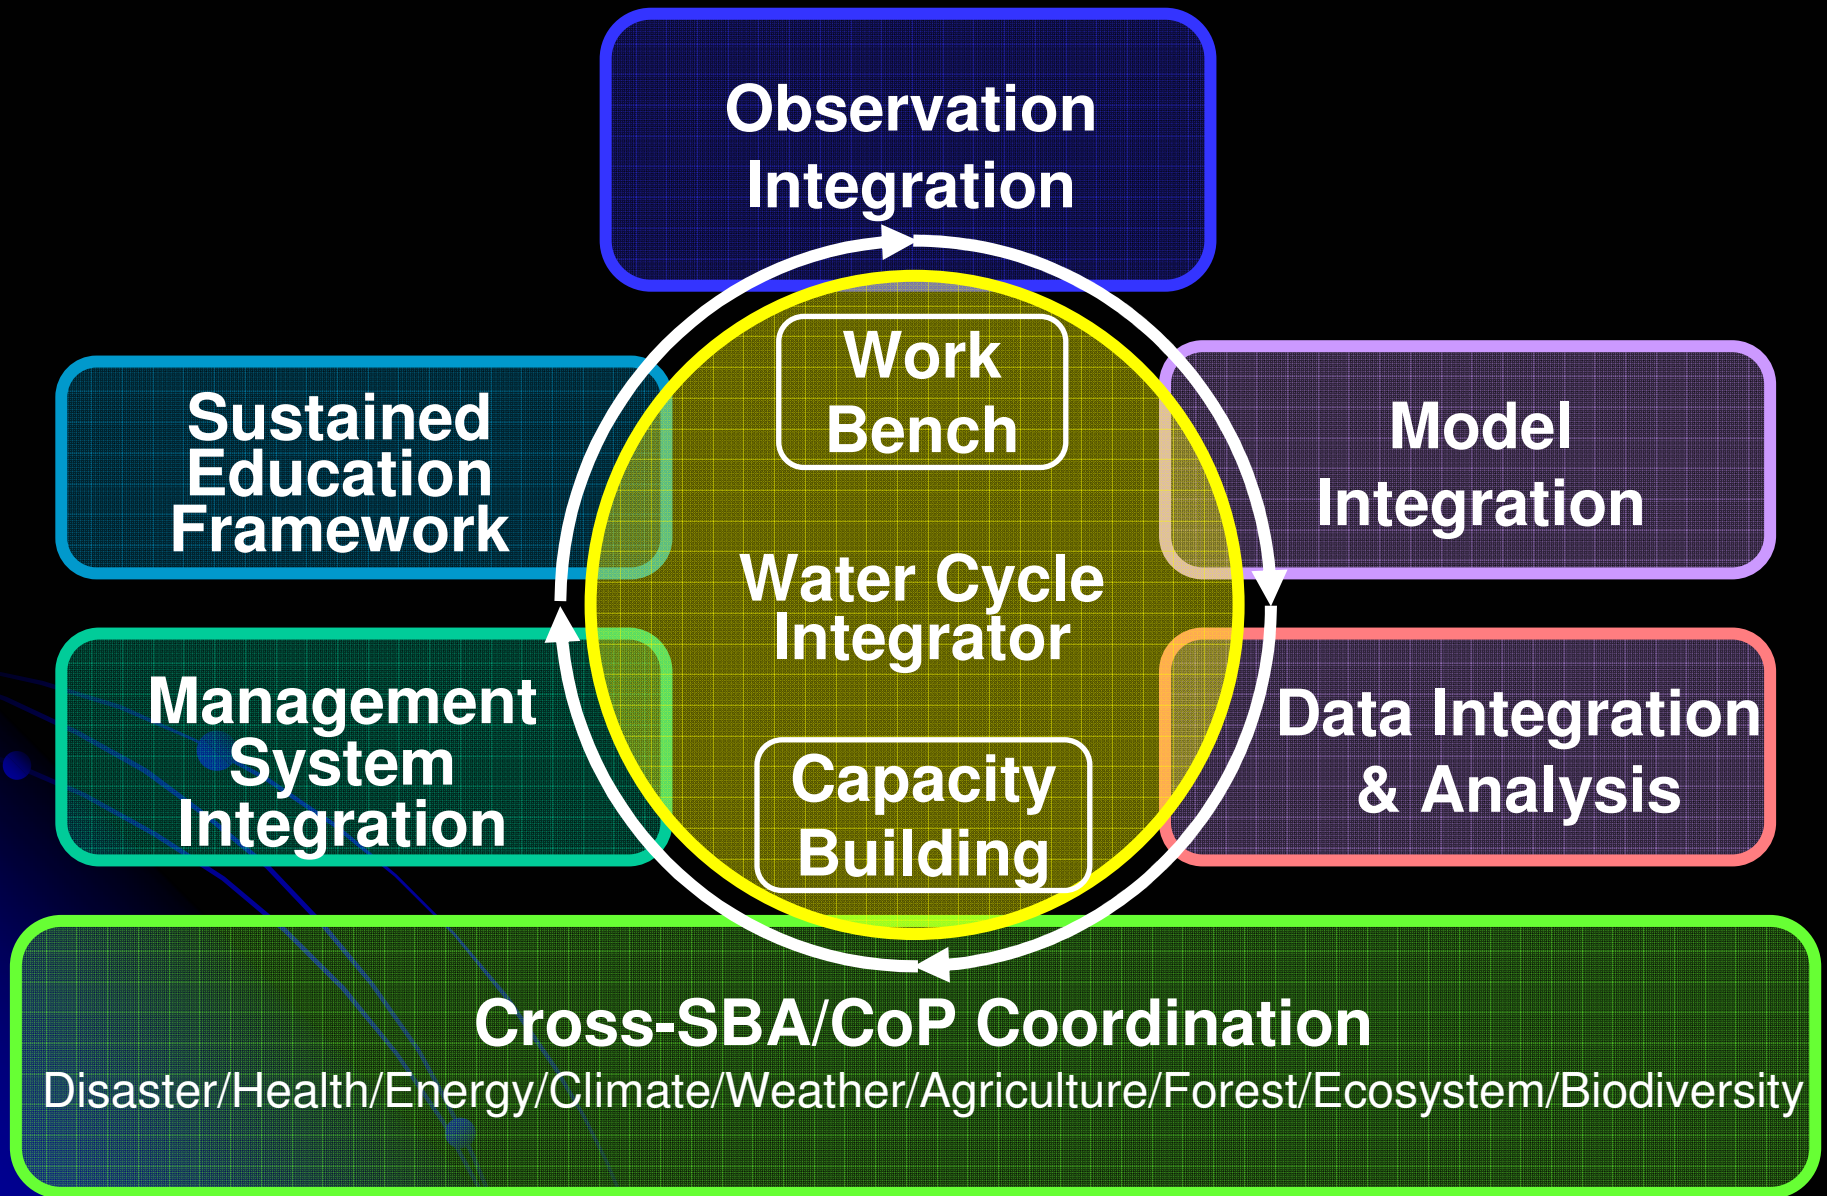 Observation
Integration
Work
Bench
Sustained
Education
Framework
Model
Integration
Water Cycle
Integrator
Management
System
Integration
Data Integration
& Analysis
Capacity
Building
Cross-SBA/CoP Coordination
Disaster/Health/Energy/Climate/Weather/Agriculture/Forest/Ecosystem/Biodiversity